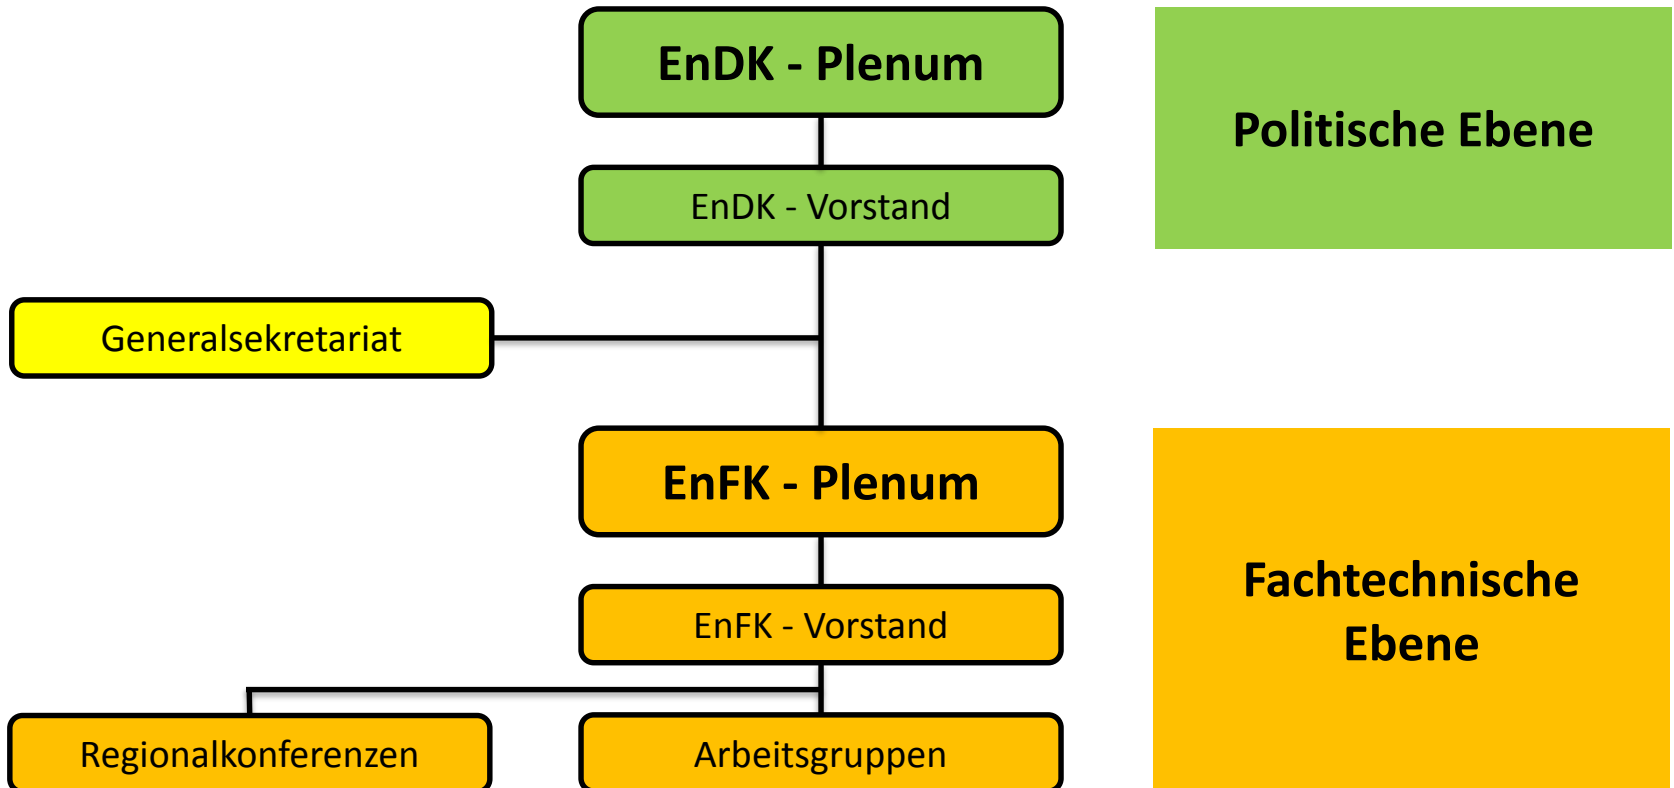 EnDK - Plenum
Politische Ebene
EnDK - Vorstand
Generalsekretariat
EnFK - Plenum
Fachtechnische
Ebene
EnFK - Vorstand
Regionalkonferenzen
Arbeitsgruppen